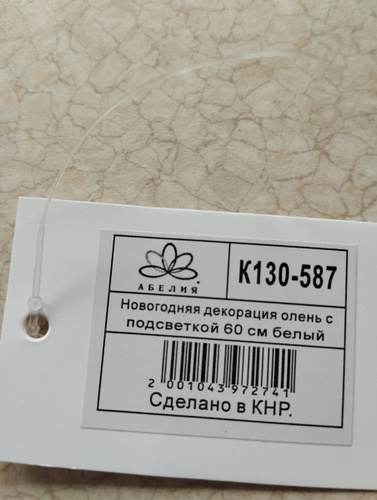 АБЕЛИЯ
К130-587
Новогодняя декорация олень с
подсветкой 60 см белый
2 001043 972741
Сделано в КНР.